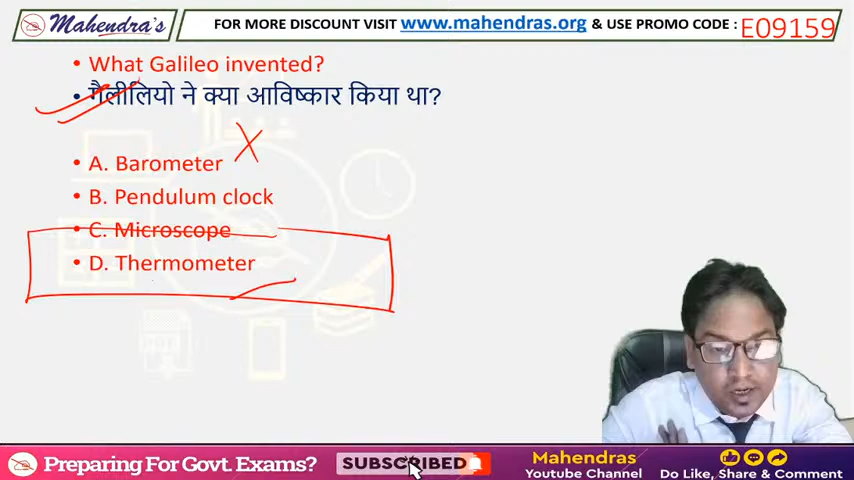 Mahendra's
FOR MORE DISCOUNT VISIT www.mahendras.org & USE PROMO CODE : E09159
• What Galileo invented?
• गैलीलियो ने क्या आविष्कार किया था?
• A. Barometer
• B. Pendulum clock
• C. Microscope
• D. Thermometer
Preparing For Govt. Exams?
SUBSCRIBED
Mahendras
Youtube Channel
Do Like, Share & Comment